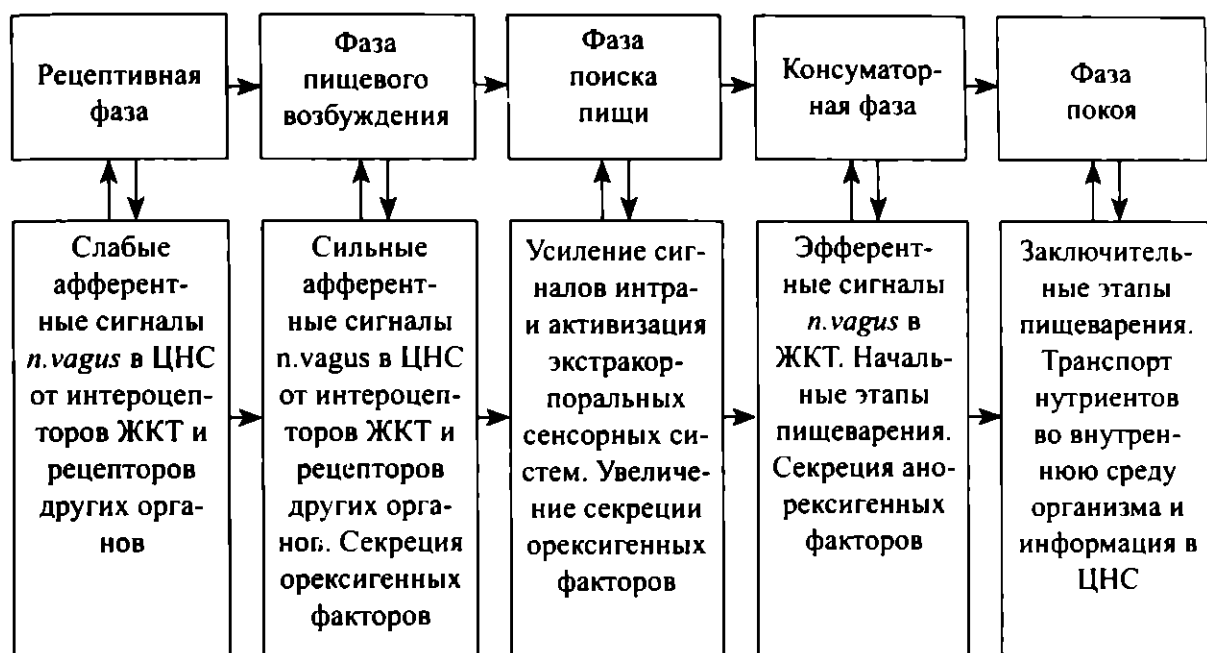 Рецептивная
фаза
Фаза
пищевого
возбуждения
Фаза
поиска
пищи
Консуматор-
ная фаза
Фаза
покоя
Слабые
афферент-
ные сигналы
n.vagus в ЦНС
от интероцеп-
торов ЖКТ и
рецепторов
других орга-
нов
Сильные
афферент-
ные сигналы
n.vagus в ЦНС
от интероцеп-
торов ЖКТ и
рецепторов
других орга-
нов. Секреция
орексигенных
факторов
Усиление сиг-
налов интра-
и активизация
экстракор-
поральных
сенсорных си-
стем. Увеличе-
ние секреции
орексигенных
факторов
Эфферент-
ные сигналы
n.vagus в
ЖКТ. Началь-
ные этапы
пищеварения.
Секреция ано-
рексигенных
факторов
Заключитель-
ные этапы
пищеварения.
Транспорт
нутриентов
во внутрен-
нюю среду
организма и
информация в
ЦНС